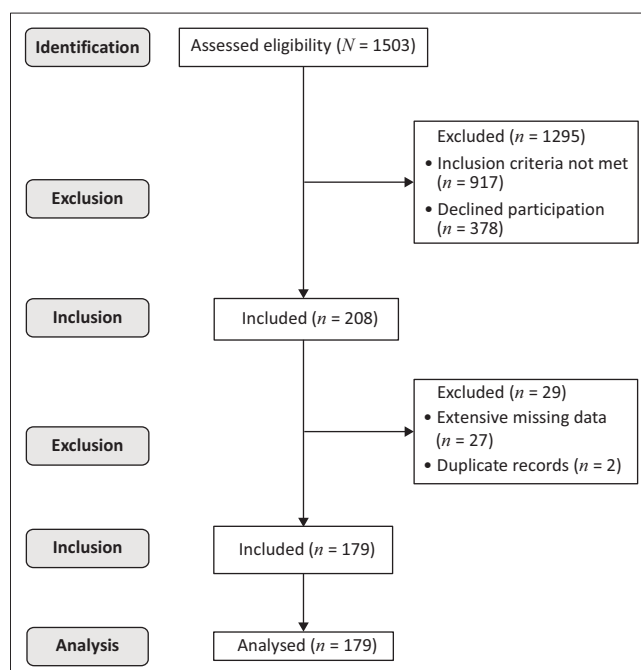 Identification
Assessed eligibility (N = 1503)
Excluded (n = 1295)
• Inclusion criteria not met
(n = 917)
• Declined participation
(n = 378)
Exclusion
Inclusion
Included (n = 208)
Excluded (n = 29)
• Extensive missing data
(n = 27)
• Duplicate records (n = 2)
Exclusion
Inclusion
Included (n = 179)
Analysis
Analysed (n = 179)